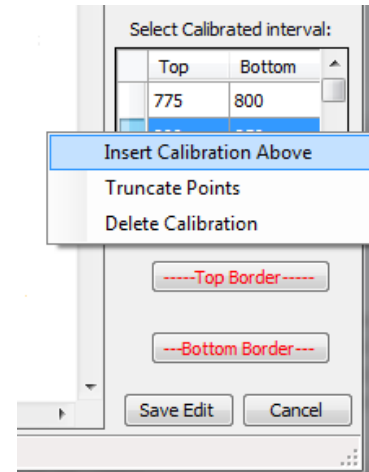 Select Calibrated interval:
Top Bottom
775 800
Insert Calibration Above
Truncate Points
Delete Calibration
-----Top Border-----
---Bottom Border---
Save Edit Cancel